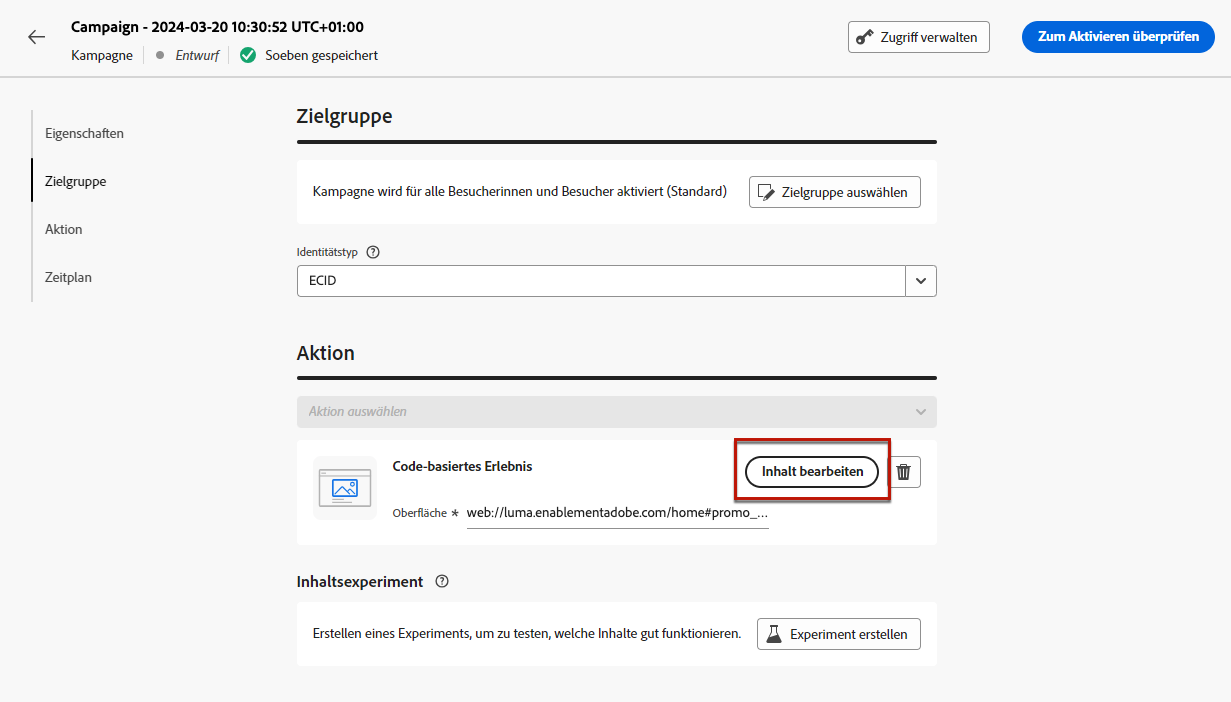 Campaign - 2024-03-20 10:30:52 UTC+01:00
Kampagne
Entwurf
Soeben gespeichert
Zugriff verwalten
Zum Aktivieren überprüfen
Eigenschaften
Zielgruppe
Aktion
Zeitplan
Zielgruppe
Kampagne wird für alle Besucherinnen und Besucher aktiviert (Standard)
Zielgruppe auswählen
Identitätstyp ?
ECID
Aktion
Aktion auswählen
Code-basiertes Erlebnis
Inhalt bearbeiten
Oberfläche * web://luma.enablementadobe.com/home#promo_...
Inhaltsexperiment ?
Erstellen eines Experiments, um zu testen, welche Inhalte gut funktionieren.
Experiment erstellen